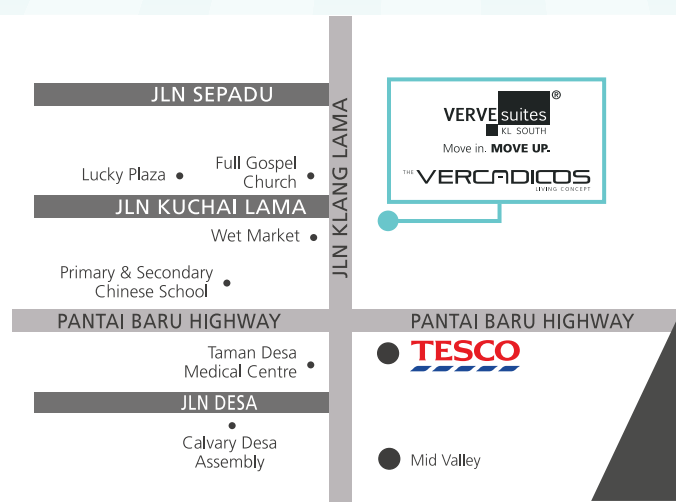 JLN SEPADU
Lucky Plaza
Full Gospel
Church
JLN KUCHAI LAMA
Wet Market
Primary & Secondary
Chinese School
JLN KLANG LAMA
VERVE suites ®
KL SOUTH
Move in. MOVE UP.
THE VERCADICOS
LIVING CONCEPT
PANTAI BARU HIGHWAY
PANTAI BARU HIGHWAY
Taman Desa
Medical Centre
TESCO
JLN DESA
Calvary Desa
Assembly
Mid Valley